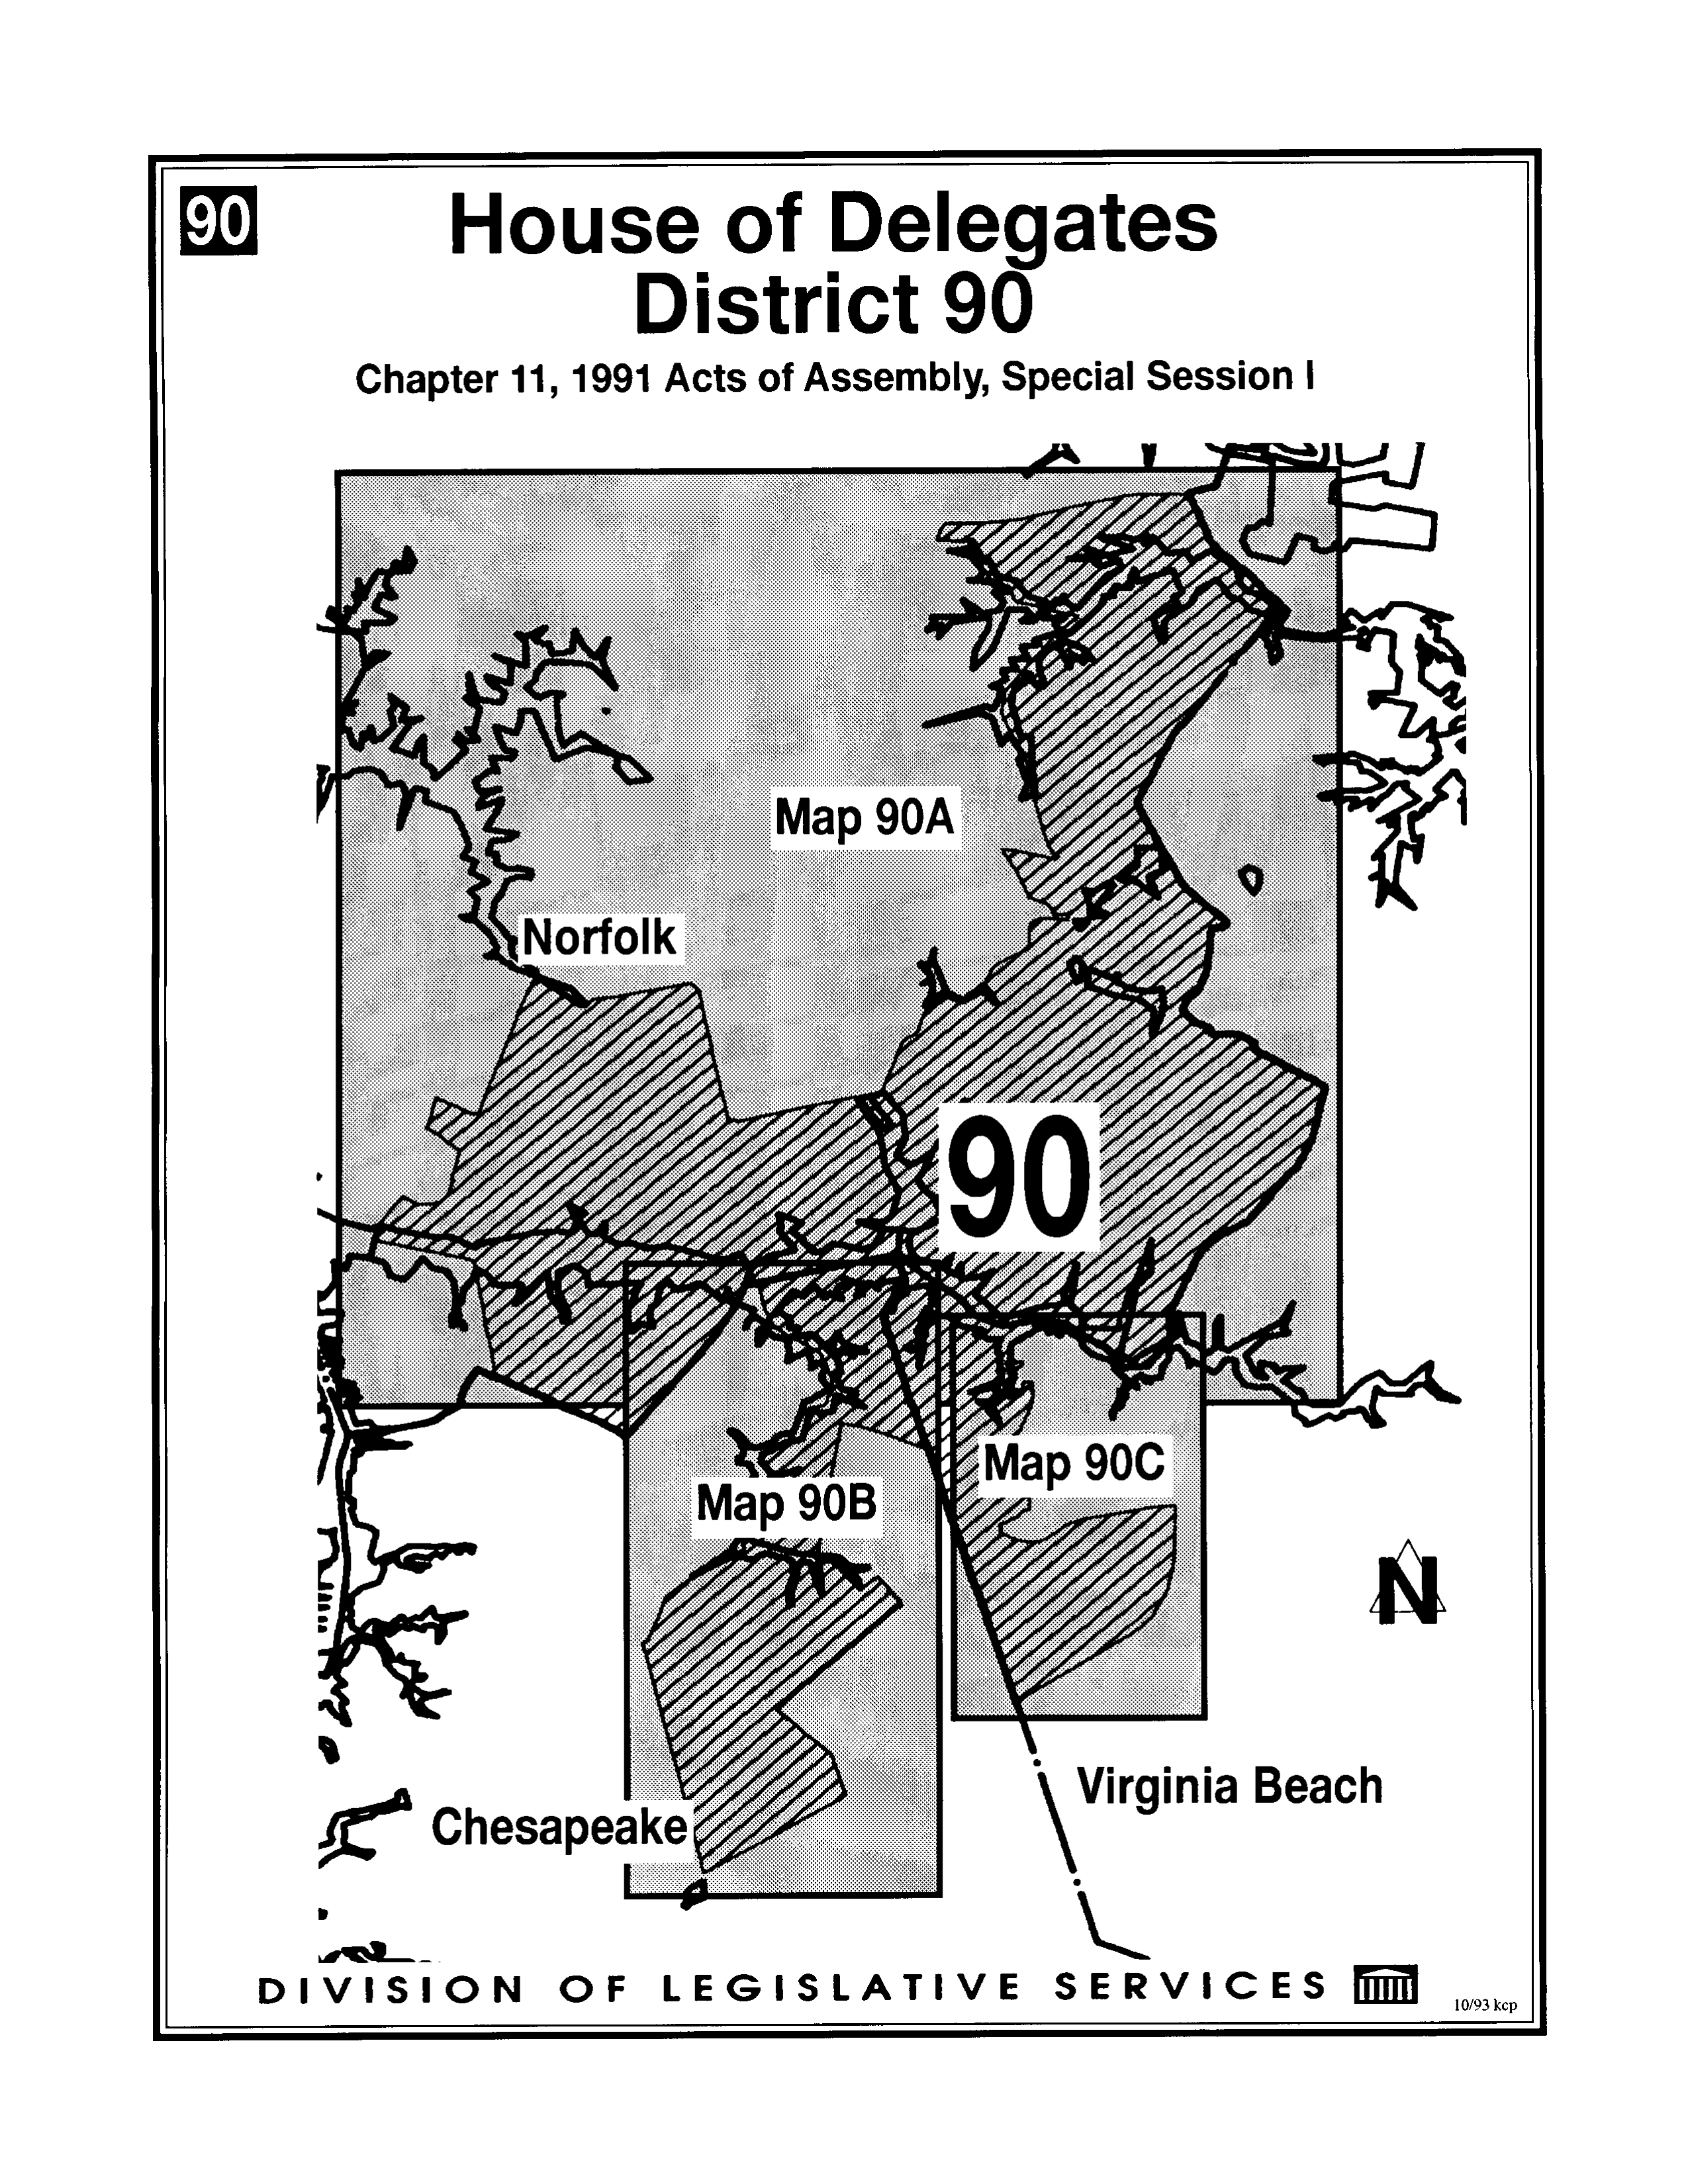 90
House of Delegates
District 90
Chapter 11, 1991 Acts of Assembly, Special Session I
Map 90A
Norfolk
90
Map 90C
Map 90B
N
Virginia Beach
Chesapeake
DIVISION OF LEGISLATIVE SERVICES
10/93 kcp